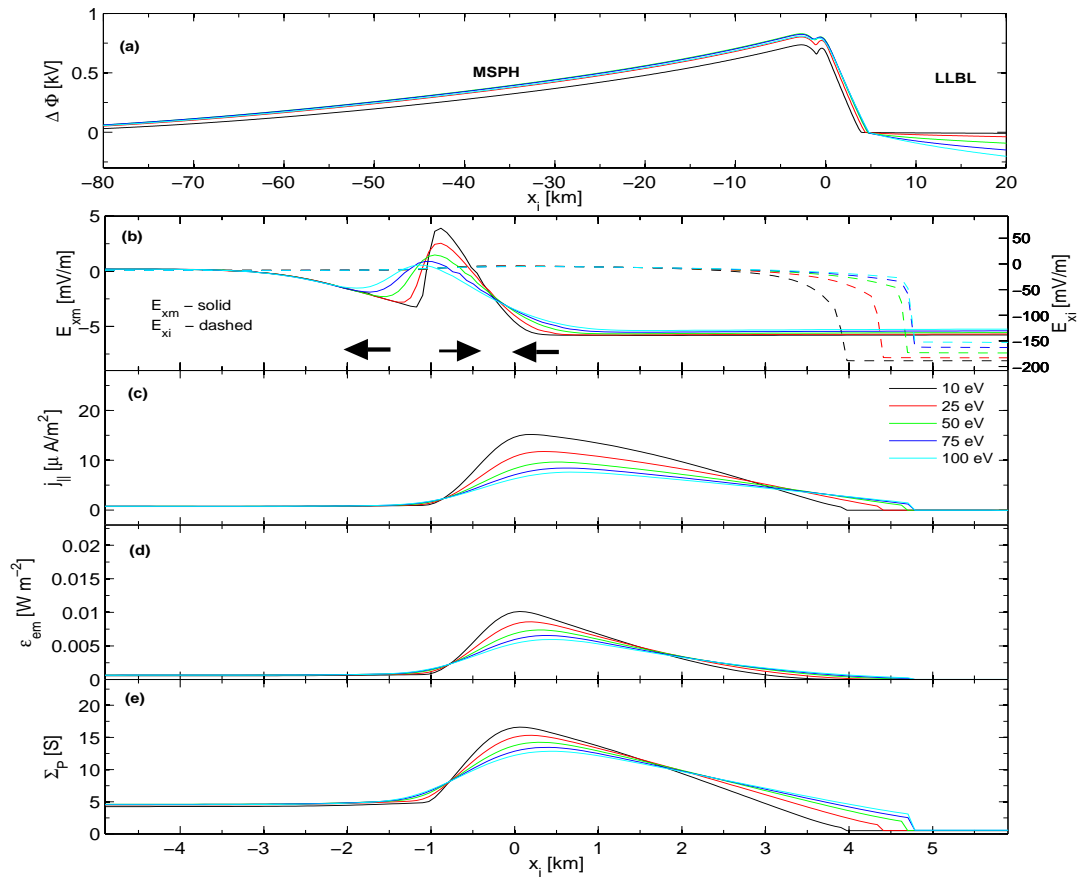 1
(a)
MSPH
0.5
LLBL
Δ Φ [kV]
0
−80 −70 −60 −50 −40 −30 −20 −10 0 10 20
x_i [km]
5
(b)
50
0
0
E_xm [mV/m]
−50
E_xm – solid
E_xi – dashed
−5
−100
−150
−200
E_xi [mV/m]
(c)
20
10
0
j_|| [μ A/m²]
10 eV
25 eV
50 eV
75 eV
100 eV
(d)
0.02
0.015
0.01
0.005
0
ε_em [W m⁻²]
(e)
20
15
10
5
0
Σ_P [S]
−4 −3 −2 −1 0 1 2 3 4 5
x_i [km]